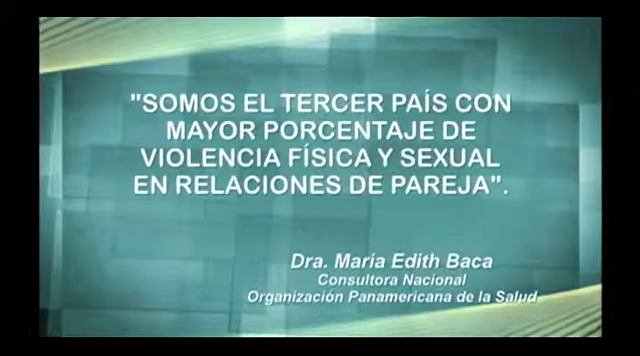 "SOMOS EL TERCER PAÍS CON
MAYOR PORCENTAJE DE
VIOLENCIA FÍSICA Y SEXUAL
EN RELACIONES DE PAREJA".
Dra. María Edith Baca
Consultora Nacional
Organización Panamericana de la Salud